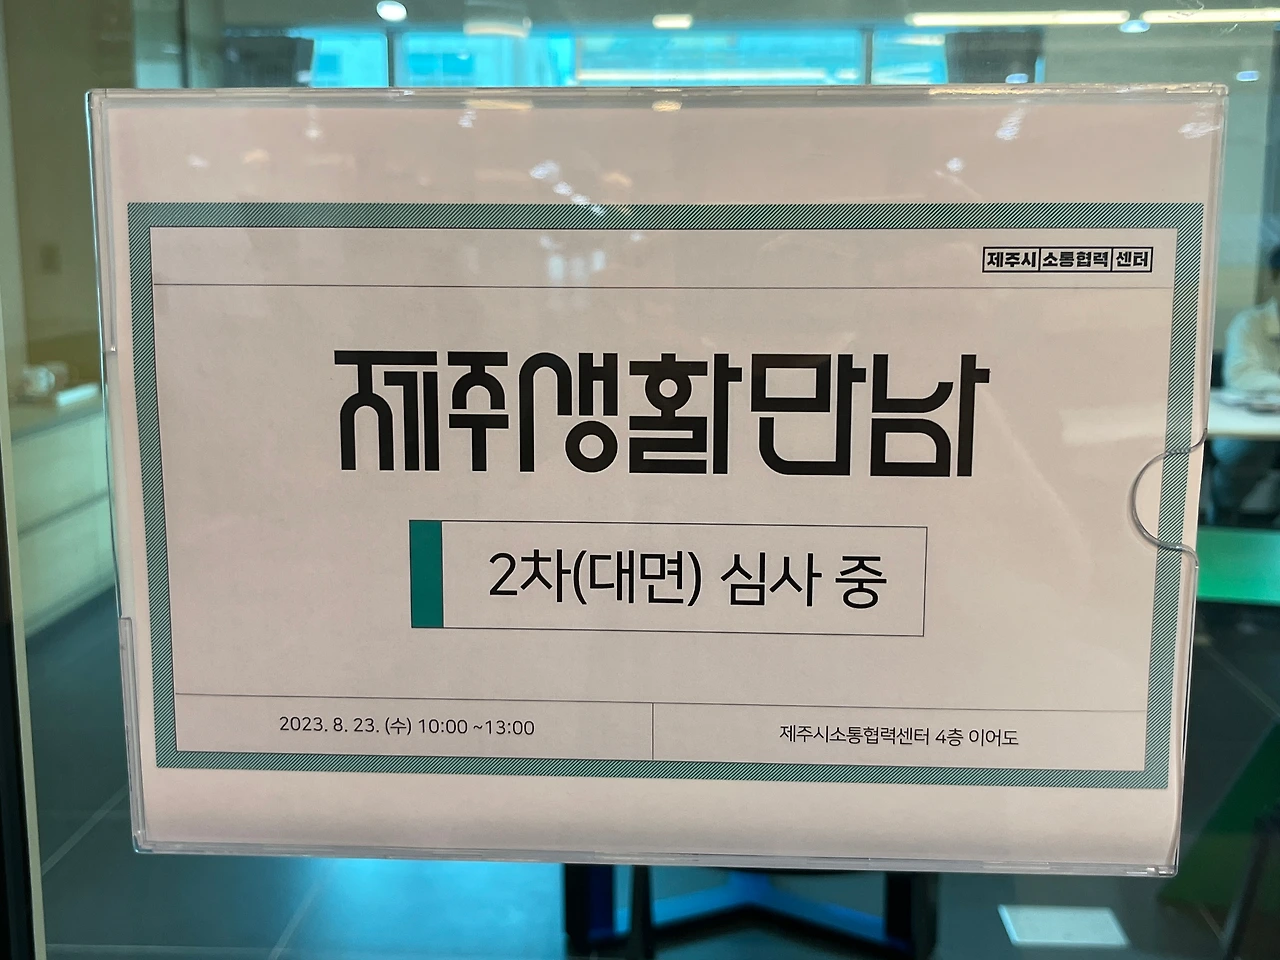 제주시 소통협력 센터
제주생활만남
2차(대면) 심사 중
2023. 8. 23. (수) 10:00 ~13:00
제주시소통협력센터 4층 이어도